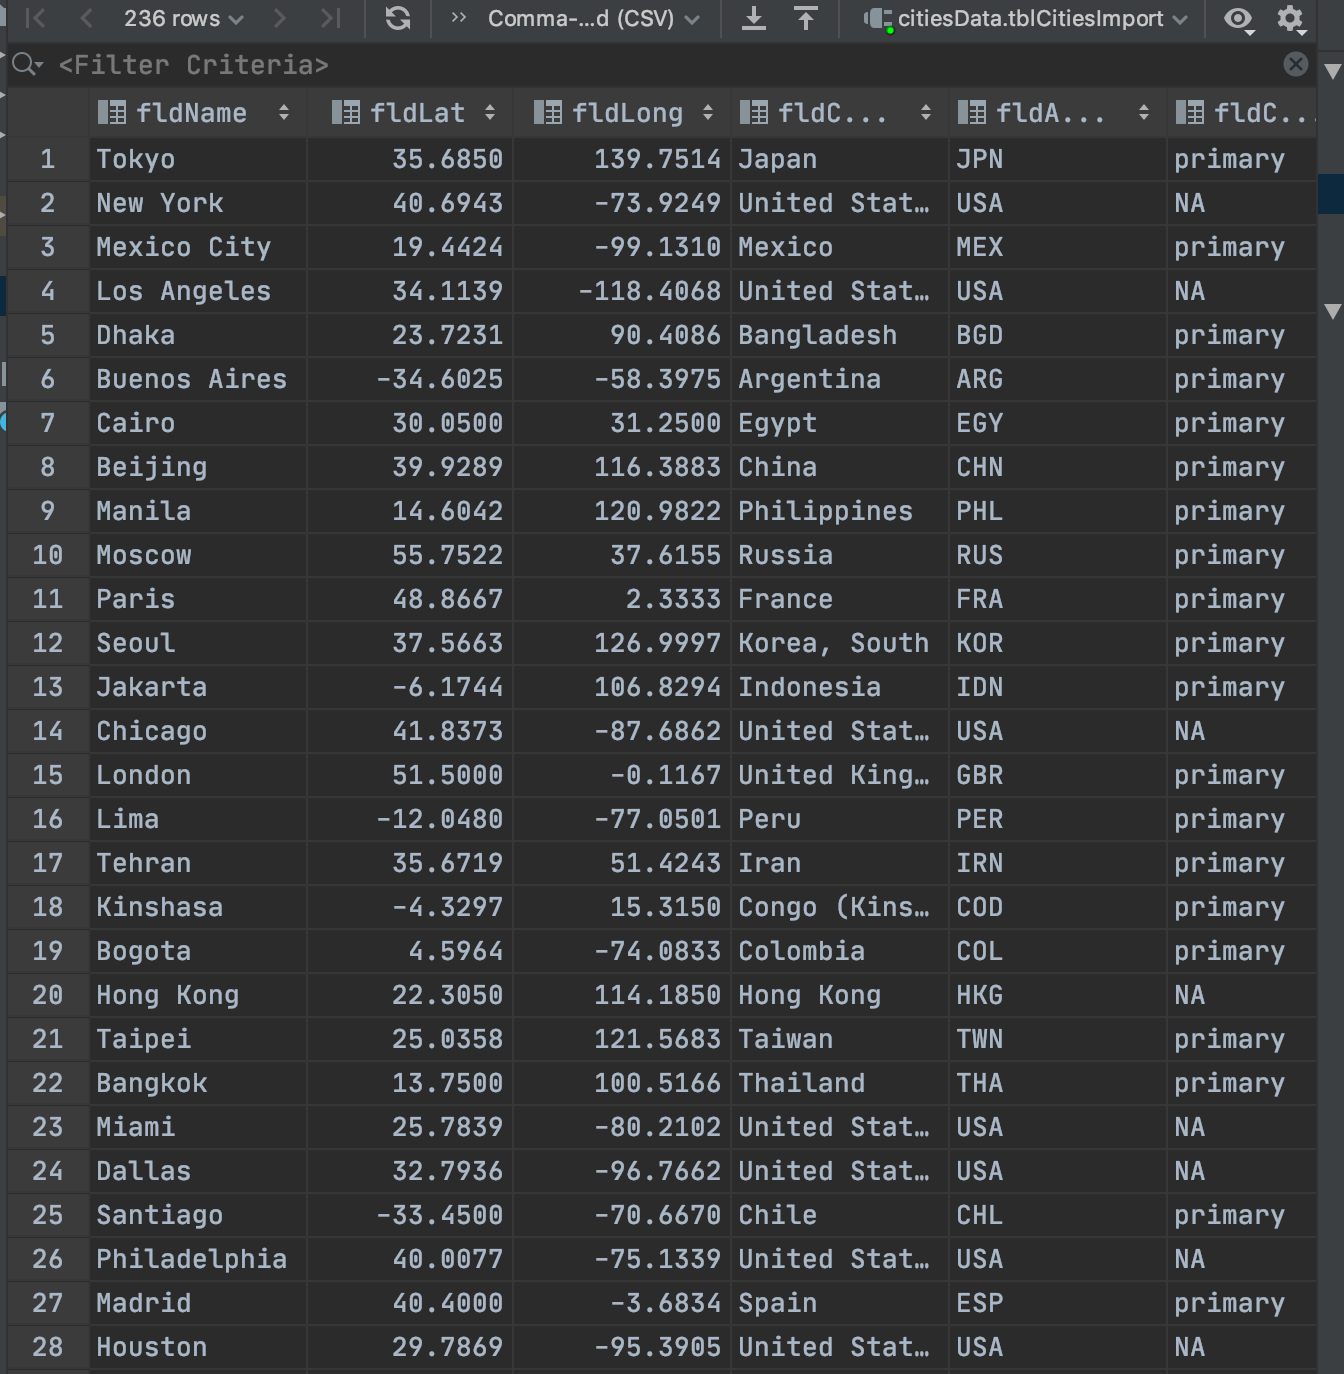 236 rows >> Comma-...d (CSV) citiesData.tblCitiesImport
<Filter Criteria>
fldName fldLat fldLong fldC... fldA... fldC...
1 Tokyo 35.6850 139.7514 Japan JPN primary
2 New York 40.6943 -73.9249 United Stat… USA NA
3 Mexico City 19.4424 -99.1310 Mexico MEX primary
4 Los Angeles 34.1139 -118.4068 United Stat… USA NA
5 Dhaka 23.7231 90.4086 Bangladesh BGD primary
6 Buenos Aires -34.6025 -58.3975 Argentina ARG primary
7 Cairo 30.0500 31.2500 Egypt EGY primary
8 Beijing 39.9289 116.3883 China CHN primary
9 Manila 14.6042 120.9822 Philippines PHL primary
10 Moscow 55.7522 37.6155 Russia RUS primary
11 Paris 48.8667 2.3333 France FRA primary
12 Seoul 37.5663 126.9997 Korea, South KOR primary
13 Jakarta -6.1744 106.8294 Indonesia IDN primary
14 Chicago 41.8373 -87.6862 United Stat… USA NA
15 London 51.5000 -0.1167 United King… GBR primary
16 Lima -12.0480 -77.0501 Peru PER primary
17 Tehran 35.6719 51.4243 Iran IRN primary
18 Kinshasa -4.3297 15.3150 Congo (Kins… COD primary
19 Bogota 4.5964 -74.0833 Colombia COL primary
20 Hong Kong 22.3050 114.1850 Hong Kong HKG NA
21 Taipei 25.0358 121.5683 Taiwan TWN primary
22 Bangkok 13.7500 100.5166 Thailand THA primary
23 Miami 25.7839 -80.2102 United Stat… USA NA
24 Dallas 32.7936 -96.7662 United Stat… USA NA
25 Santiago -33.4500 -70.6670 Chile CHL primary
26 Philadelphia 40.0077 -75.1339 United Stat… USA NA
27 Madrid 40.4000 -3.6834 Spain ESP primary
28 Houston 29.7869 -95.3905 United Stat… USA NA